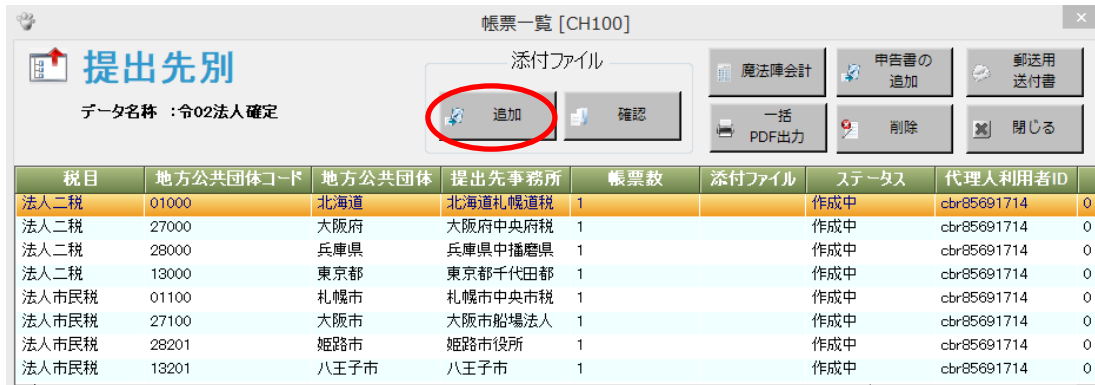 帳票一覧 [CH100]
提出先別
データ名称 :令02法人確定
添付ファイル
追加
確認
魔法陣会計
申告書の
追加
郵送用
送付書
一括
PDF出力
削除
閉じる
税目 地方公共団体コード 地方公共団体 提出先事務所 帳票数 添付ファイル ステータス 代理人利用者ID
法人二税 01000 北海道 北海道札幌道税 1 作成中 cbr85691714 0
法人二税 27000 大阪府 大阪府中央府税 1 作成中 cbr85691714 0
法人二税 28000 兵庫県 兵庫県中播磨県 1 作成中 cbr85691714 0
法人二税 13000 東京都 東京都千代田都 1 作成中 cbr85691714 0
法人市民税 01100 札幌市 札幌市中央市税 1 作成中 cbr85691714 0
法人市民税 27100 大阪市 大阪市船場法人 1 作成中 cbr85691714 0
法人市民税 28201 姫路市 姫路市役所 1 作成中 cbr85691714 0
法人市民税 13201 八王子市 八王子市 1 作成中 cbr85691714 0